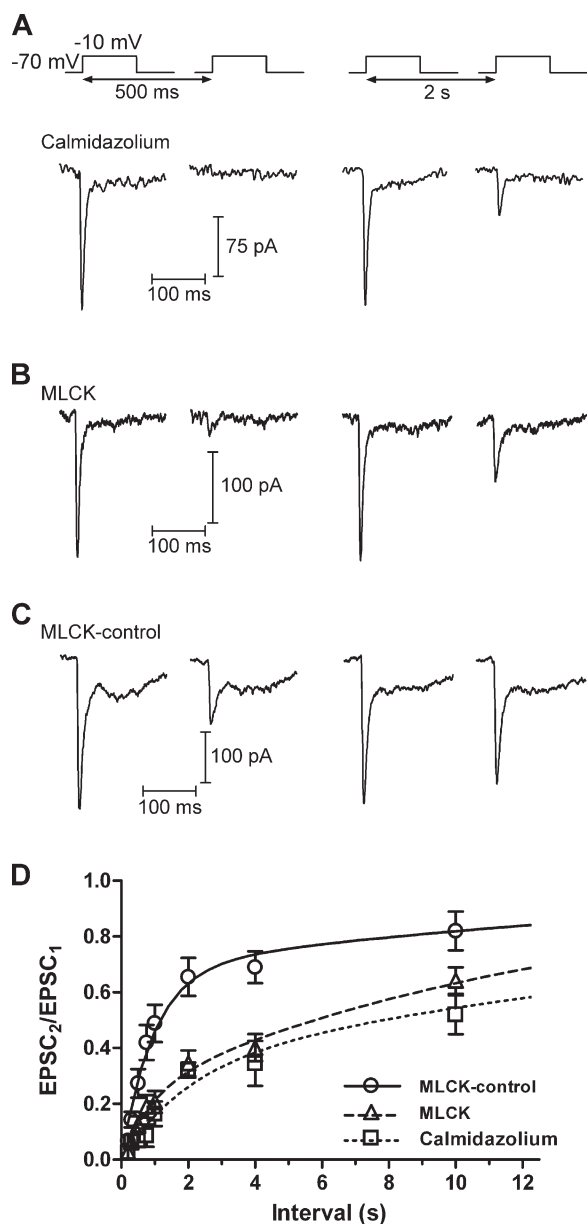 A
-10 mV
-70 mV
500 ms
2 s
Calmidazolium
75 pA
100 ms
B
MLCK
100 pA
100 ms
C
MLCK-control
100 pA
100 ms
D
1.0
0.8
0.6
0.4
0.2
0.0
EPSC₂/EPSC₁
MLCK-control
MLCK
Calmidazolium
0 2 4 6 8 10 12
Interval (s)